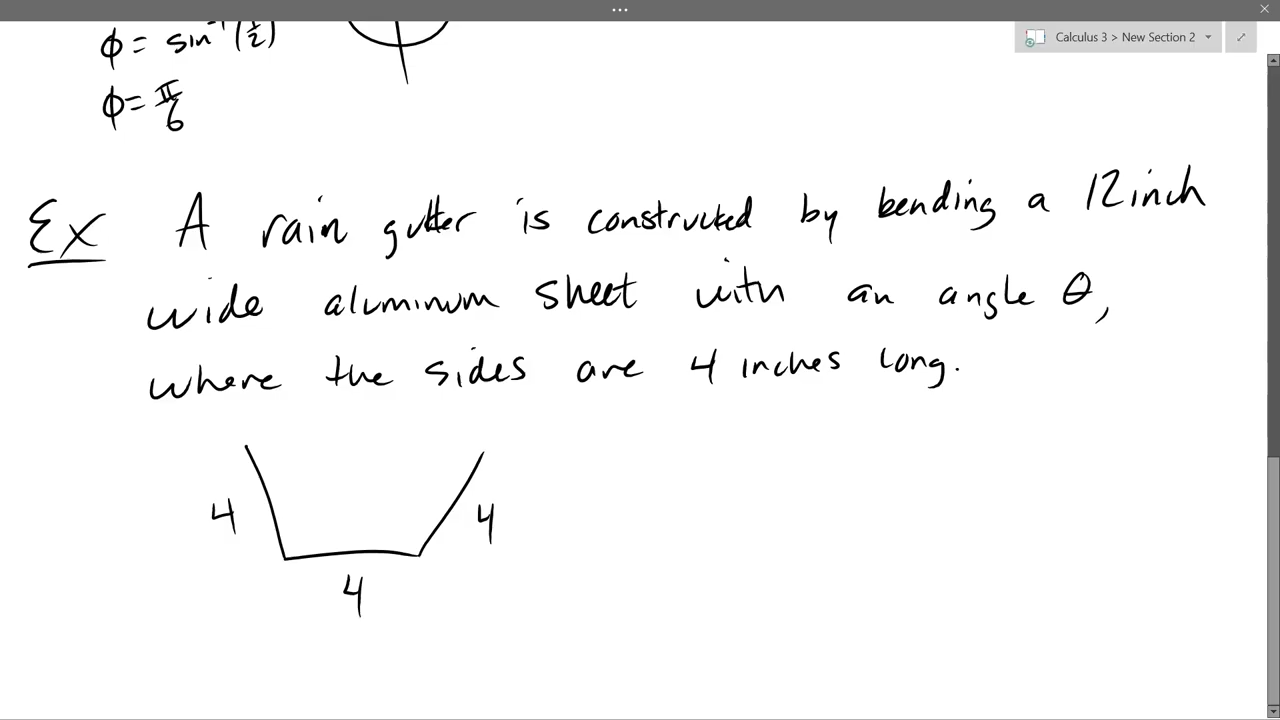 ϕ = sin⁻¹(1/2)
ϕ = π/6
Calculus 3 > New Section 2
Ex A rain gutter is constructed by bending a 12 inch
wide aluminum sheet with an angle θ,
where the sides are 4 inches long.
4 4
4